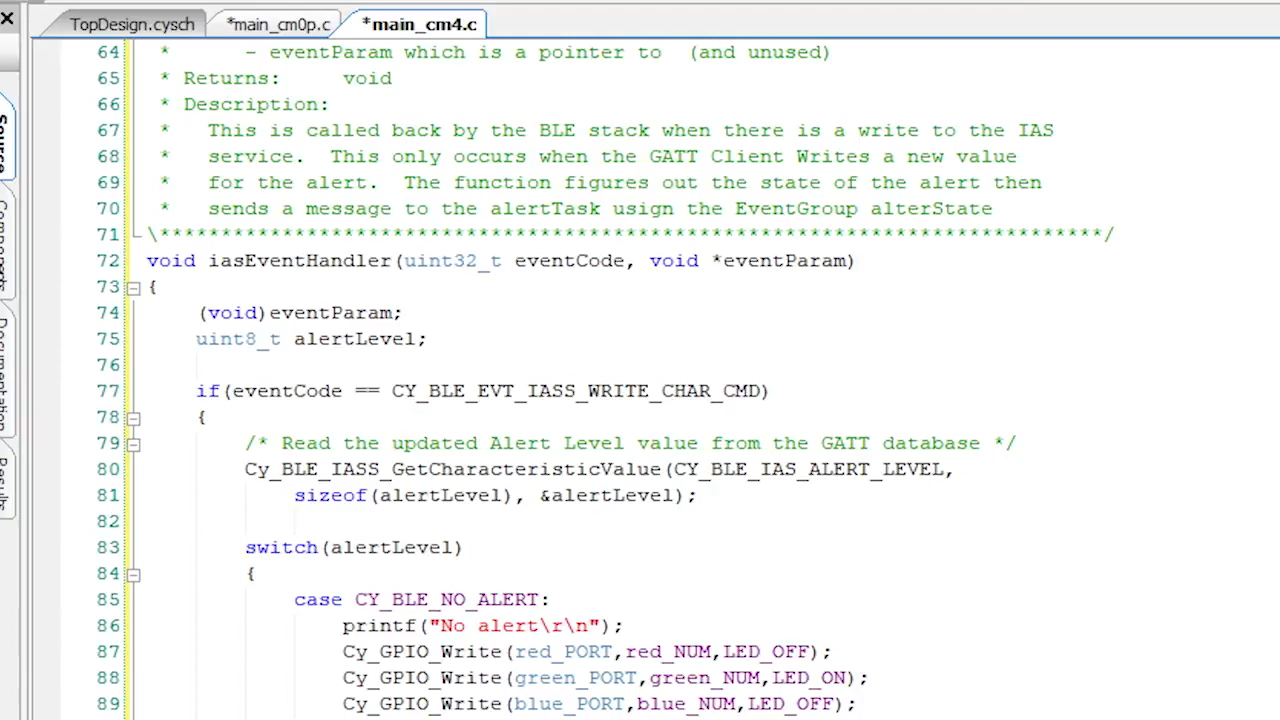 TopDesign.cysch *main_cm0p.c *main_cm4.c
64 * - eventParam which is a pointer to (and unused)
65 * Returns: void
66 * Description:
67 * This is called back by the BLE stack when there is a write to the IAS
68 * service. This only occurs when the GATT Client Writes a new value
69 * for the alert. The function figures out the state of the alert then
70 * sends a message to the alertTask usign the EventGroup alterState
71 \******************************************************************************/
72 void iasEventHandler(uint32_t eventCode, void *eventParam)
73 {
74 (void)eventParam;
75 uint8_t alertLevel;
76
77 if(eventCode == CY_BLE_EVT_IASS_WRITE_CHAR_CMD)
78 {
79 /* Read the updated Alert Level value from the GATT database */
80 Cy_BLE_IASS_GetCharacteristicValue(CY_BLE_IAS_ALERT_LEVEL,
81 sizeof(alertLevel), &alertLevel);
82
83 switch(alertLevel)
84 {
85 case CY_BLE_NO_ALERT:
86 printf("No alert\r\n");
87 Cy_GPIO_Write(red_PORT,red_NUM,LED_OFF);
88 Cy_GPIO_Write(green_PORT,green_NUM,LED_ON);
89 Cy_GPIO_Write(blue_PORT,blue_NUM,LED_OFF);
Source
Components
Documentation
Results